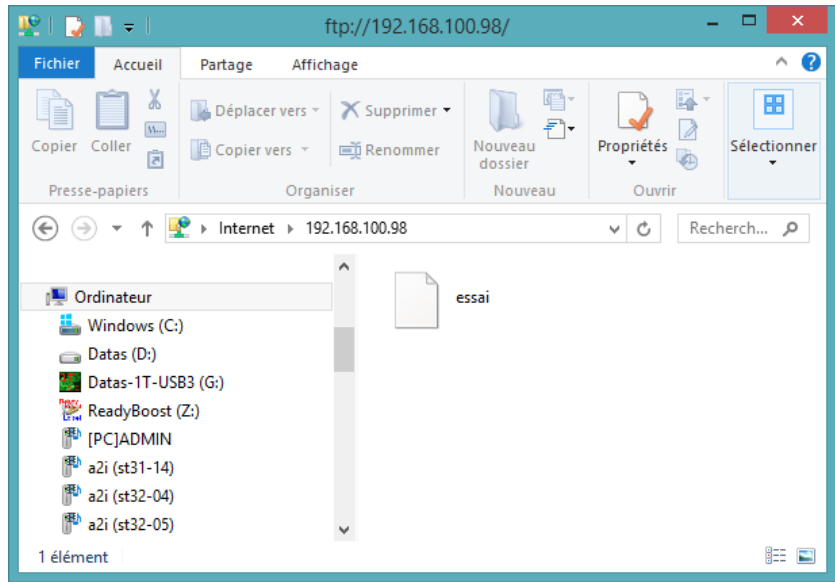 ftp://192.168.100.98/
Fichier Accueil Partage Affichage
Copier Coller W... Déplacer vers Copier vers Supprimer Renommer Nouveau dossier Propriétés Sélectionner
Presse-papiers Organiser Nouveau Ouvrir
Internet 192.168.100.98 Recherch...
Ordinateur
Windows (C:)
Datas (D:)
Datas-1T-USB3 (G:)
ReadyBoost (Z:)
[PC]ADMIN
a2i (st31-14)
a2i (st32-04)
a2i (st32-05)
essai
1 élément